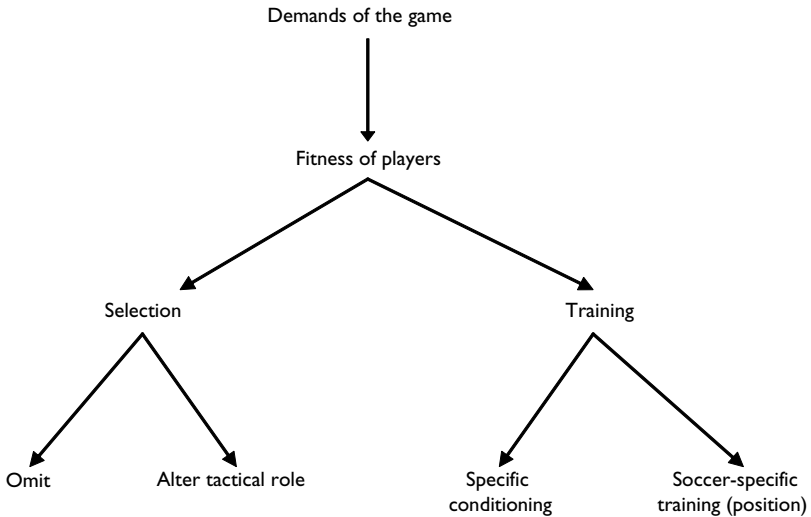 Demands of the game
Fitness of players
Selection
Training
Omit
Alter tactical role
Specific
conditioning
Soccer-specific
training (position)